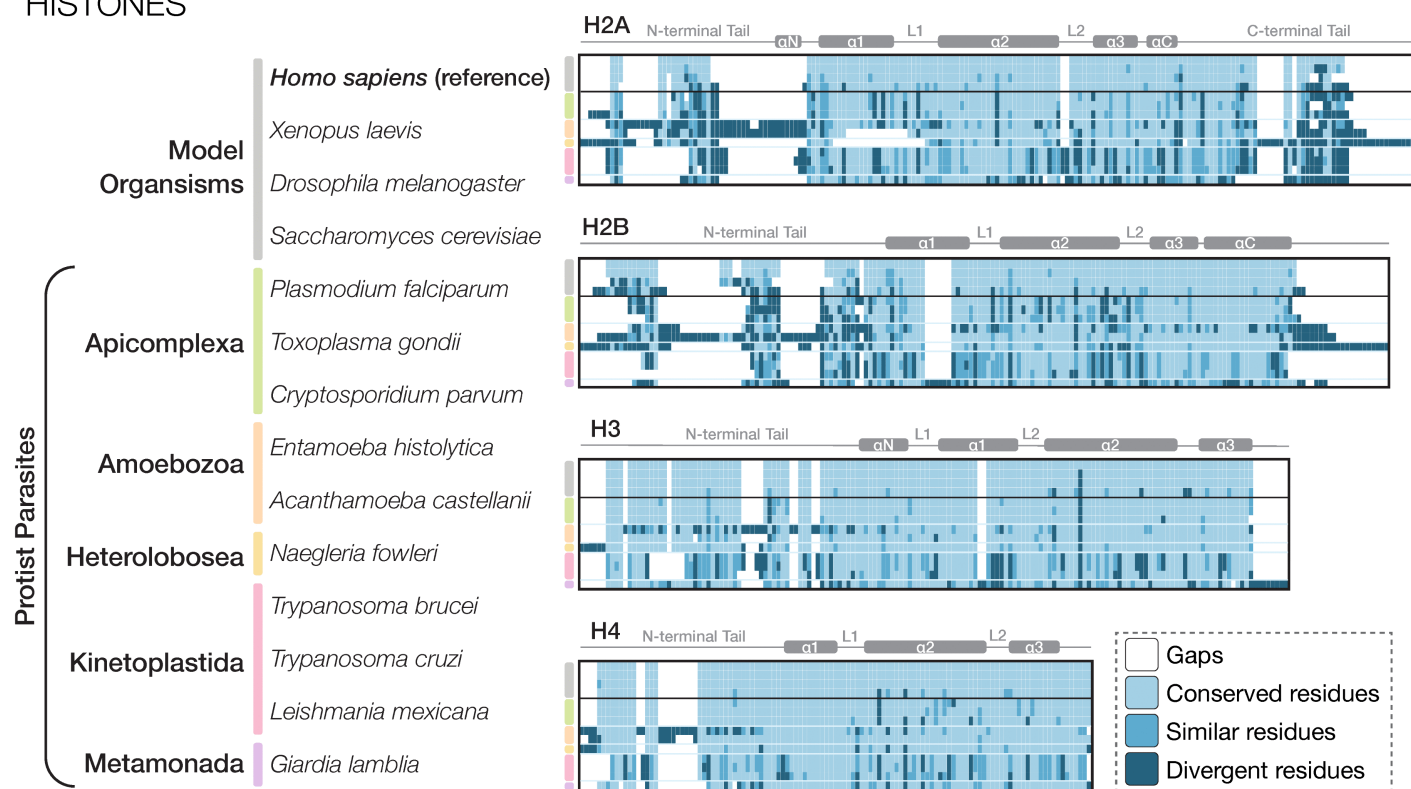 HISTONES
Homo sapiens (reference)
Xenopus laevis
Model
Organsisms
Drosophila melanogaster
Saccharomyces cerevisiae
Protist Parasites
Plasmodium falciparum
Apicomplexa
Toxoplasma gondii
Cryptosporidium parvum
Entamoeba histolytica
Amoebozoa
Acanthamoeba castellanii
Heterolobosea
Naegleria fowleri
Trypanosoma brucei
Kinetoplastida
Trypanosoma cruzi
Leishmania mexicana
Metamonada
Giardia lamblia
H2A
N-terminal Tail αN α1 L1 α2 L2 α3 αC C-terminal Tail
H2B
N-terminal Tail α1 L1 α2 L2 α3 αC
H3
N-terminal Tail αN L1 α1 L2 α2 α3
H4
N-terminal Tail α1 L1 α2 L2 α3
Gaps
Conserved residues
Similar residues
Divergent residues